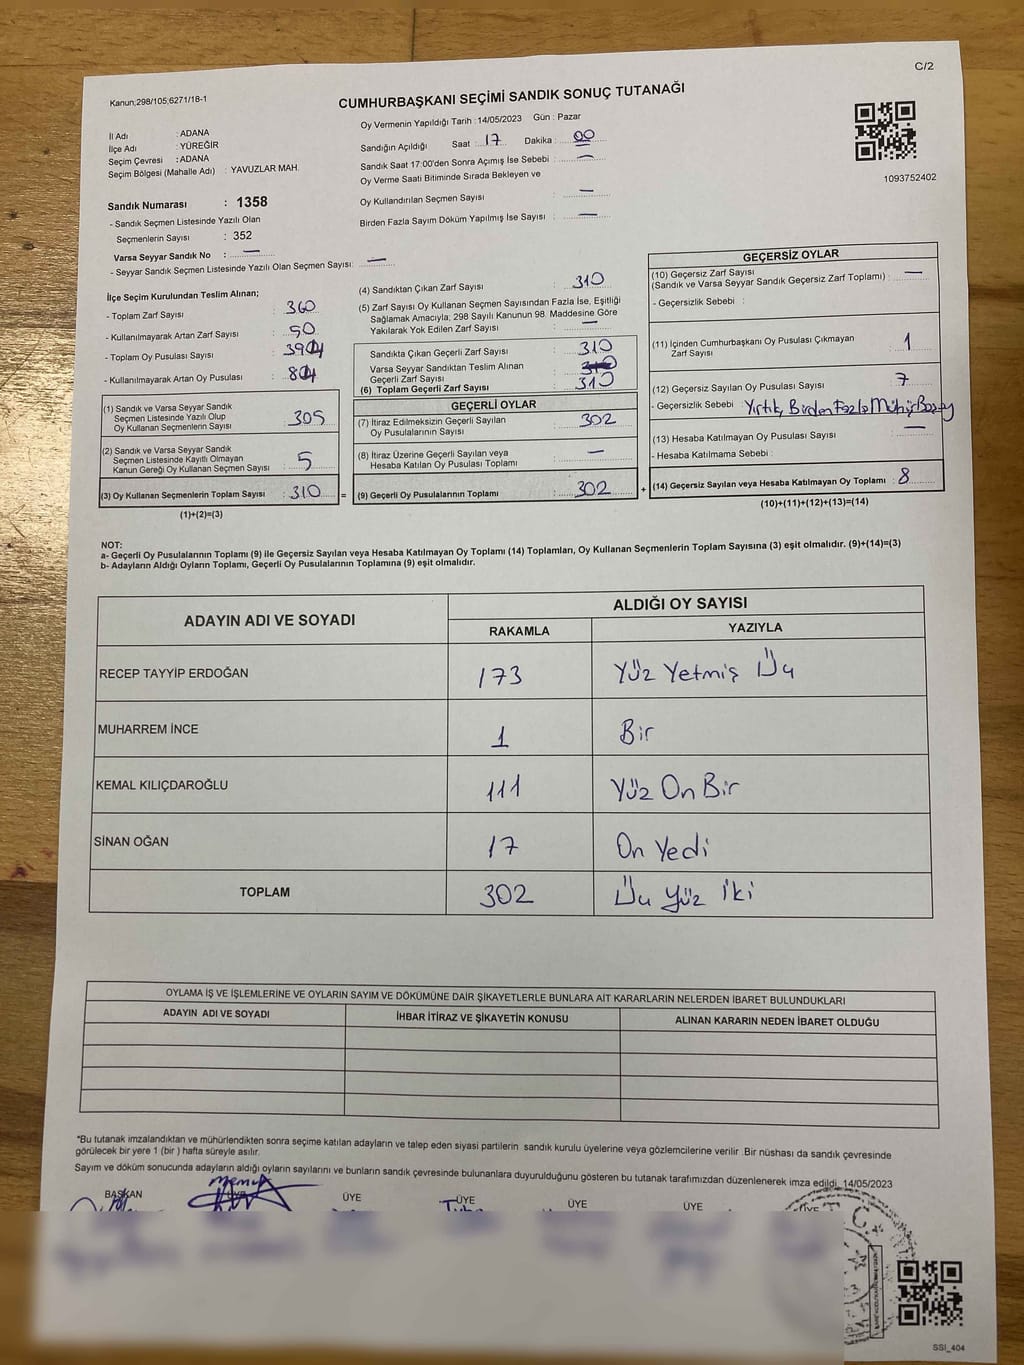 C/2
Kanun;298/105;6271/18-1
CUMHURBAŞKANI SEÇİMİ SANDIK SONUÇ TUTANAĞI
İl Adı : ADANA
İlçe Adı : YÜREĞİR
Seçim Çevresi : ADANA
Seçim Bölgesi (Mahalle Adı) : YAVUZLAR MAH.
Sandık Numarası : 1358
- Sandık Seçmen Listesinde Yazılı Olan
Seçmenlerin Sayısı : 352
Varsa Seyyar Sandık No : —
- Seyyar Sandık Seçmen Listesinde Yazılı Olan Seçmen Sayısı: —
Oy Vermenin Yapıldığı Tarih : 14/05/2023 Gün : Pazar
Sandığın Açıldığı Saat : 17 Dakika : 00
Sandık Saat 17:00'den Sonra Açımış İse Sebebi : —
Oy Verme Saati Bitiminde Sırada Bekleyen ve
Oy Kullandırılan Seçmen Sayısı : —
Birden Fazla Sayım Döküm Yapılmış İse Sayısı : —
1093752402
İlçe Seçim Kurulundan Teslim Alınan;
- Toplam Zarf Sayısı : 360
- Kullanılmayarak Artan Zarf Sayısı : 50
- Toplam Oy Pusulası Sayısı :
- Kullanılmayarak Artan Oy Pusulası :
(1) Sandık ve Varsa Seyyar Sandık
Seçmen Listesinde Yazılı Olup
Oy Kullanan Seçmenlerin Sayısı : 305
(2) Sandık ve Varsa Seyyar Sandık
Seçmen Listesinde Kayıtlı Olmayan
Kanun Gereği Oy Kullanan Seçmen Sayısı : 5
(3) Oy Kullanan Seçmenlerin Toplam Sayısı : 310 =
(1)+(2)=(3)
(4) Sandıktan Çıkan Zarf Sayısı : 310
(5) Zarf Sayısı Oy Kullanan Seçmen Sayısından Fazla İse, Eşitliği
Sağlamak Amacıyla; 298 Sayılı Kanunun 98. Maddesine Göre
Yakılarak Yok Edilen Zarf Sayısı : —
Sandıkta Çıkan Geçerli Zarf Sayısı : 310
Varsa Seyyar Sandıktan Teslim Alınan
Geçerli Zarf Sayısı :
(6) Toplam Geçerli Zarf Sayısı : 310
GEÇERLİ OYLAR
(7) İtiraz Edilmeksizin Geçerli Sayılan
Oy Pusulalarının Sayısı : 302
(8) İtiraz Üzerine Geçerli Sayılan veya
Hesaba Katılan Oy Pusulası Toplamı : —
(9) Geçerli Oy Pusulalarının Toplamı : 302 +
GEÇERSİZ OYLAR
(10) Geçersiz Zarf Sayısı
(Sandık ve Varsa Seyyar Sandık Geçersiz Zarf Toplamı) : —
- Geçersizlik Sebebi :
(11) İçinden Cumhurbaşkanı Oy Pusulası Çıkmayan
Zarf Sayısı : 1
(12) Geçersiz Sayılan Oy Pusulası Sayısı : 7
- Geçersizlik Sebebi : Yırtık, Birden Fazla
(13) Hesaba Katılmayan Oy Pusulası Sayısı : —
- Hesaba Katılmama Sebebi :
(14) Geçersiz Sayılan veya Hesaba Katılmayan Oy Toplamı : 8
(10)+(11)+(12)+(13)=(14)
NOT:
a- Geçerli Oy Pusulalarının Toplamı (9) ile Geçersiz Sayılan veya Hesaba Katılmayan Oy Toplamı (14) Toplamları, Oy Kullanan Seçmenlerin Toplam Sayısına (3) eşit olmalıdır. (9)+(14)=(3)
b- Adayların Aldığı Oyların Toplamı, Geçerli Oy Pusulalarının Toplamına (9) eşit olmalıdır.
ADAYIN ADI VE SOYADI ALDIĞI OY SAYISI
RAKAMLA YAZIYLA
RECEP TAYYİP ERDOĞAN 173 Yüz Yetmiş Üç
MUHARREM İNCE 1 Bir
KEMAL KILIÇDAROĞLU 111 Yüz On Bir
SİNAN OĞAN 17 On Yedi
TOPLAM 302 Üç Yüz İki
OYLAMA İŞ VE İŞLEMLERİNE VE OYLARIN SAYIM VE DÖKÜMÜNE DAİR ŞİKAYETLERLE BUNLARA AİT KARARLARIN NELERDEN İBARET BULUNDUKLARI
ADAYIN ADI VE SOYADI İHBAR İTİRAZ VE ŞİKAYETİN KONUSU ALINAN KARARIN NEDEN İBARET OLDUĞU
*Bu tutanak imzalandıktan ve mühürlendikten sonra seçime katılan adayların ve talep eden siyasi partilerin sandık kurulu üyelerine veya gözlemcilerine verilir .Bir nüshası da sandık çevresinde
görülecek bir yere 1 (bir ) hafta süreyle asılır.
Sayım ve döküm sonucunda adayların aldığı oyların sayılarını ve bunların sandık çevresinde bulunanlara duyurulduğunu gösteren bu tutanak tarafımızdan düzenlenerek imza edildi. 14/05/2023
BAŞKAN ÜYE ÜYE ÜYE ÜYE ÜYE ÜYE
T.C.
SSI_404